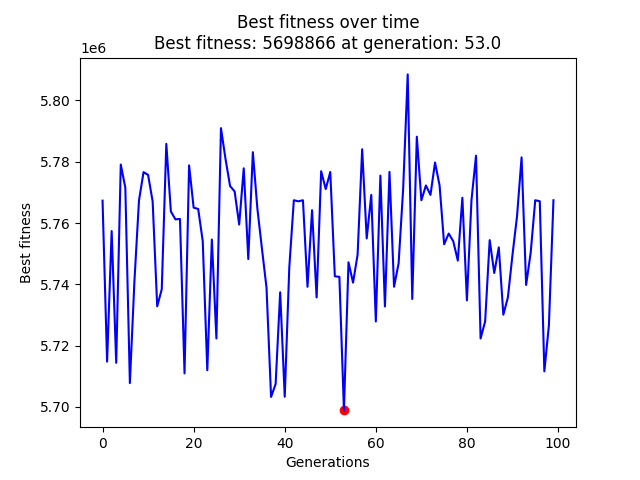 Best fitness over time
Best fitness: 5698866 at generation: 53.0
1e6
5.80
5.78
5.76
5.74
5.72
5.70
Best fitness
0 20 40 60 80 100
Generations